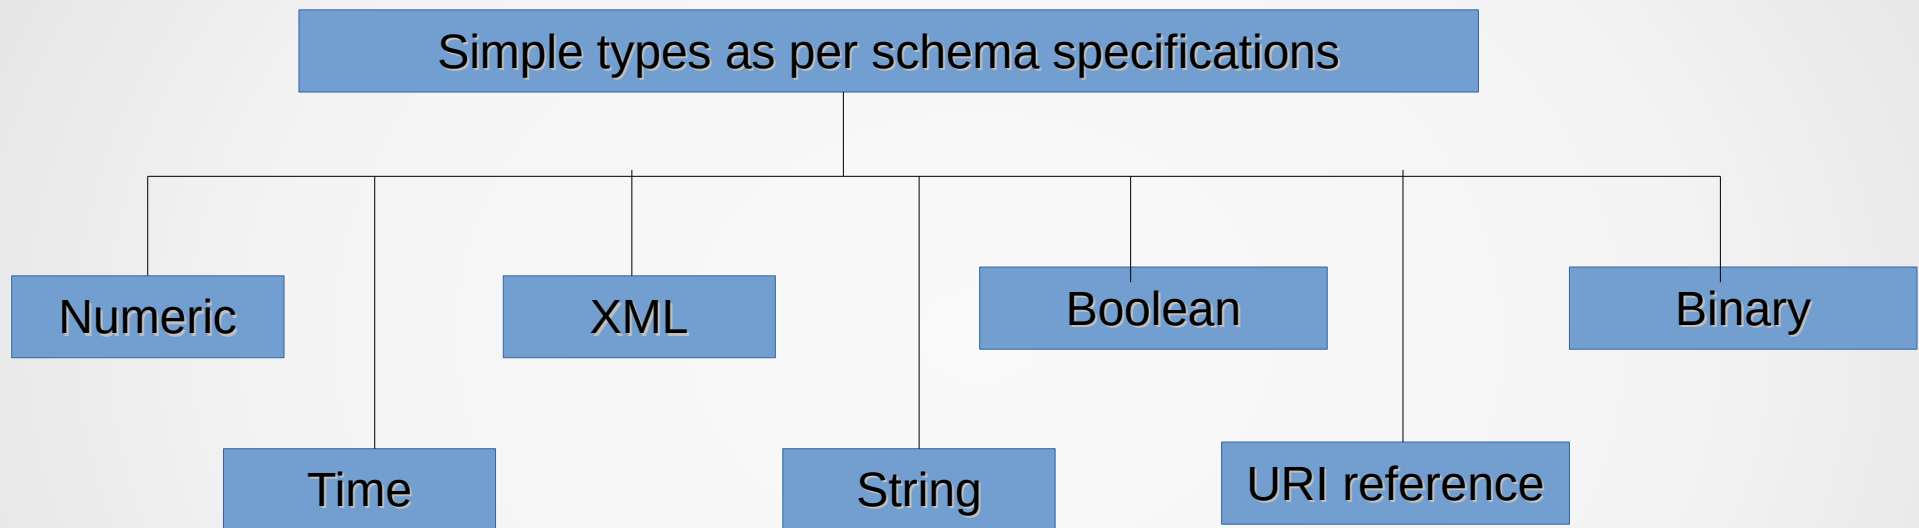 Simple types as per schema specifications
Numeric
XML
Boolean
Binary
Time
String
URI reference